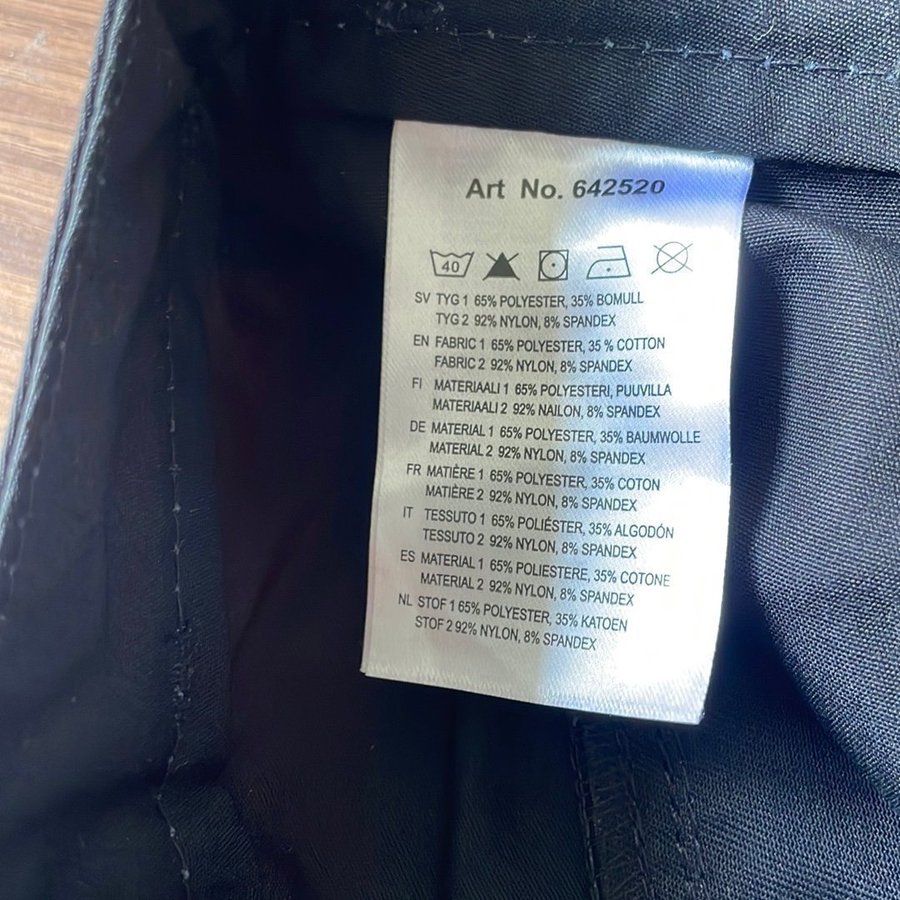 Art No. 642520
40
SV TYG 1 65% POLYESTER, 35% BOMULL
TYG 2 92% NYLON, 8% SPANDEX
EN FABRIC 1 65% POLYESTER, 35 % COTTON
FABRIC 2 92% NYLON, 8% SPANDEX
FI MATERIAALI 1 65% POLYESTERI, PUUVILLA
MATERIAALI 2 92% NAILON, 8% SPANDEX
DE MATERIAL 1 65% POLYESTER, 35% BAUMWOLLE
MATERIAL 2 92% NYLON, 8% SPANDEX
FR MATIÈRE 1 65% POLYESTER, 35% COTON
MATIÈRE 2 92% NYLON, 8% SPANDEX
IT TESSUTO 1 65% POLIÉSTER, 35% ALGODÓN
TESSUTO 2 92% NYLON, 8% SPANDEX
ES MATERIAL 1 65% POLIESTERE, 35% COTONE
MATERIAL 2 92% NYLON, 8% SPANDEX
NL STOF 1 65% POLYESTER, 35% KATOEN
STOF 2 92% NYLON, 8% SPANDEX